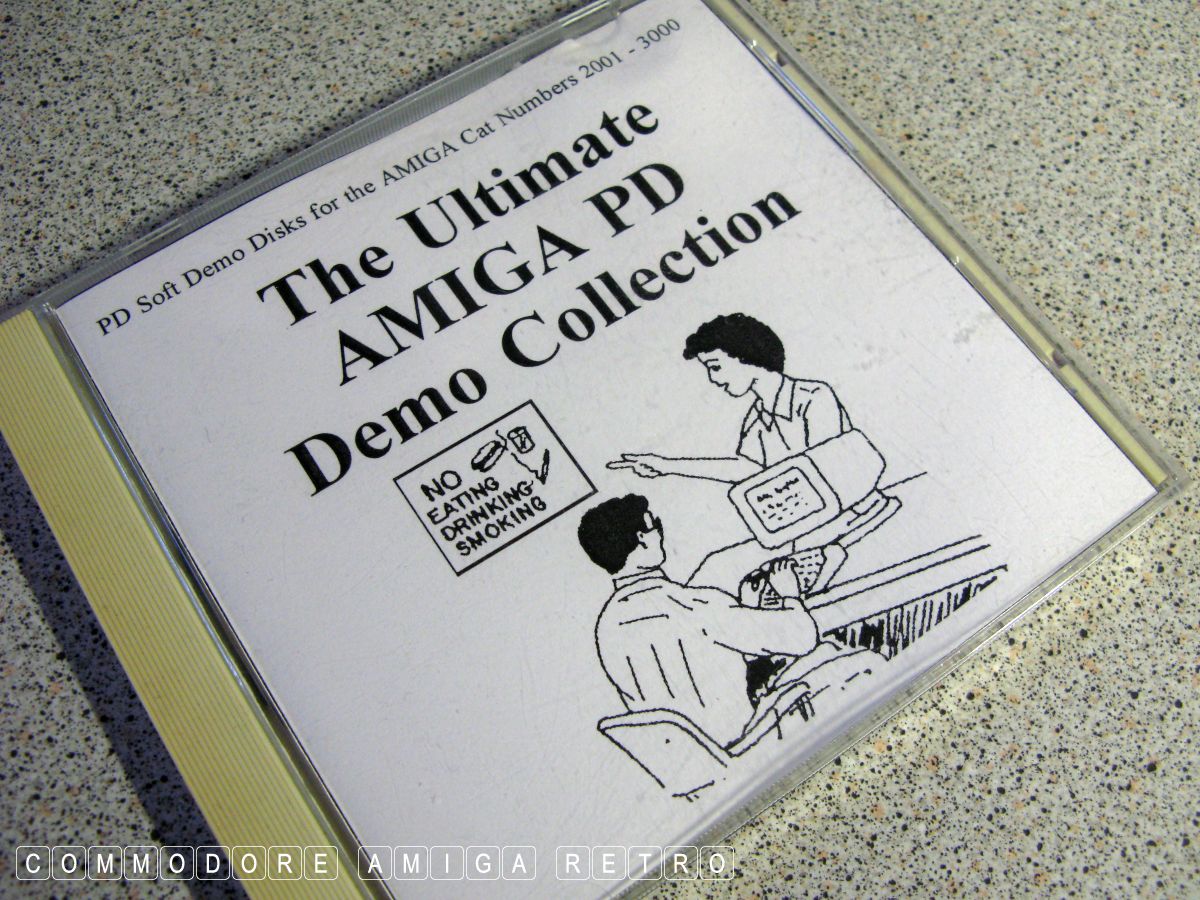 PD Soft Demo Disks for the AMIGA Cat Numbers 2001 - 3000
The Ultimate
AMIGA PD
Demo Collection
NO
EATING
DRINKING
SMOKING
COMMODORE AMIGA RETRO